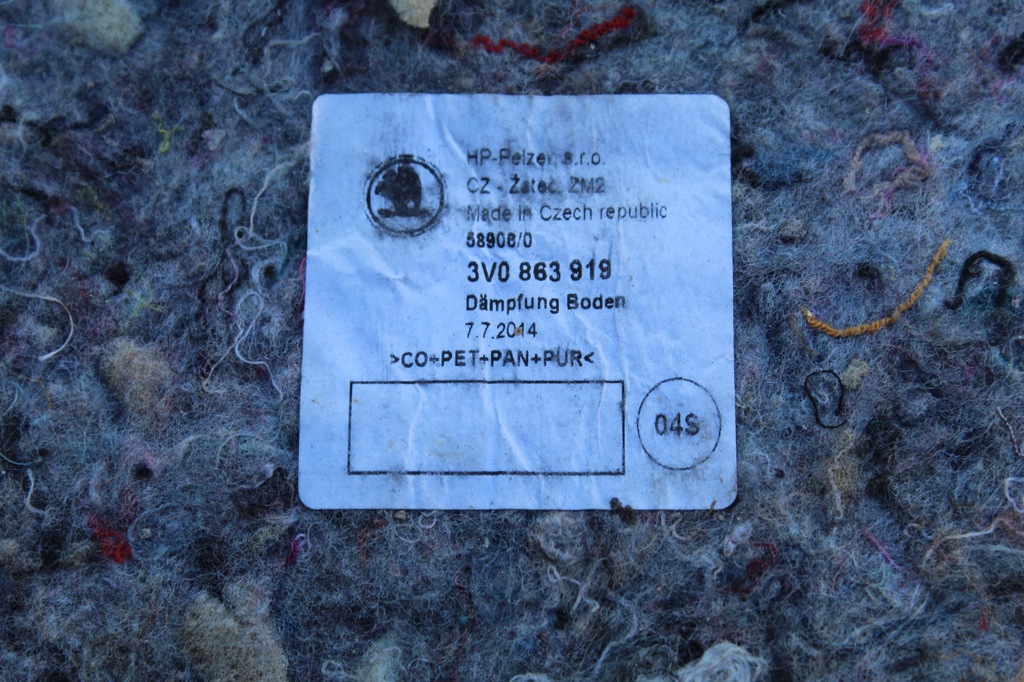 HP-Pelzer, s.r.o.
CZ - Žatec, ZM2
Made in Czech republic
58906/0
3V0 863 919
Dämpfung Boden
7.7.2014
>CO+PET+PAN+PUR<
04S